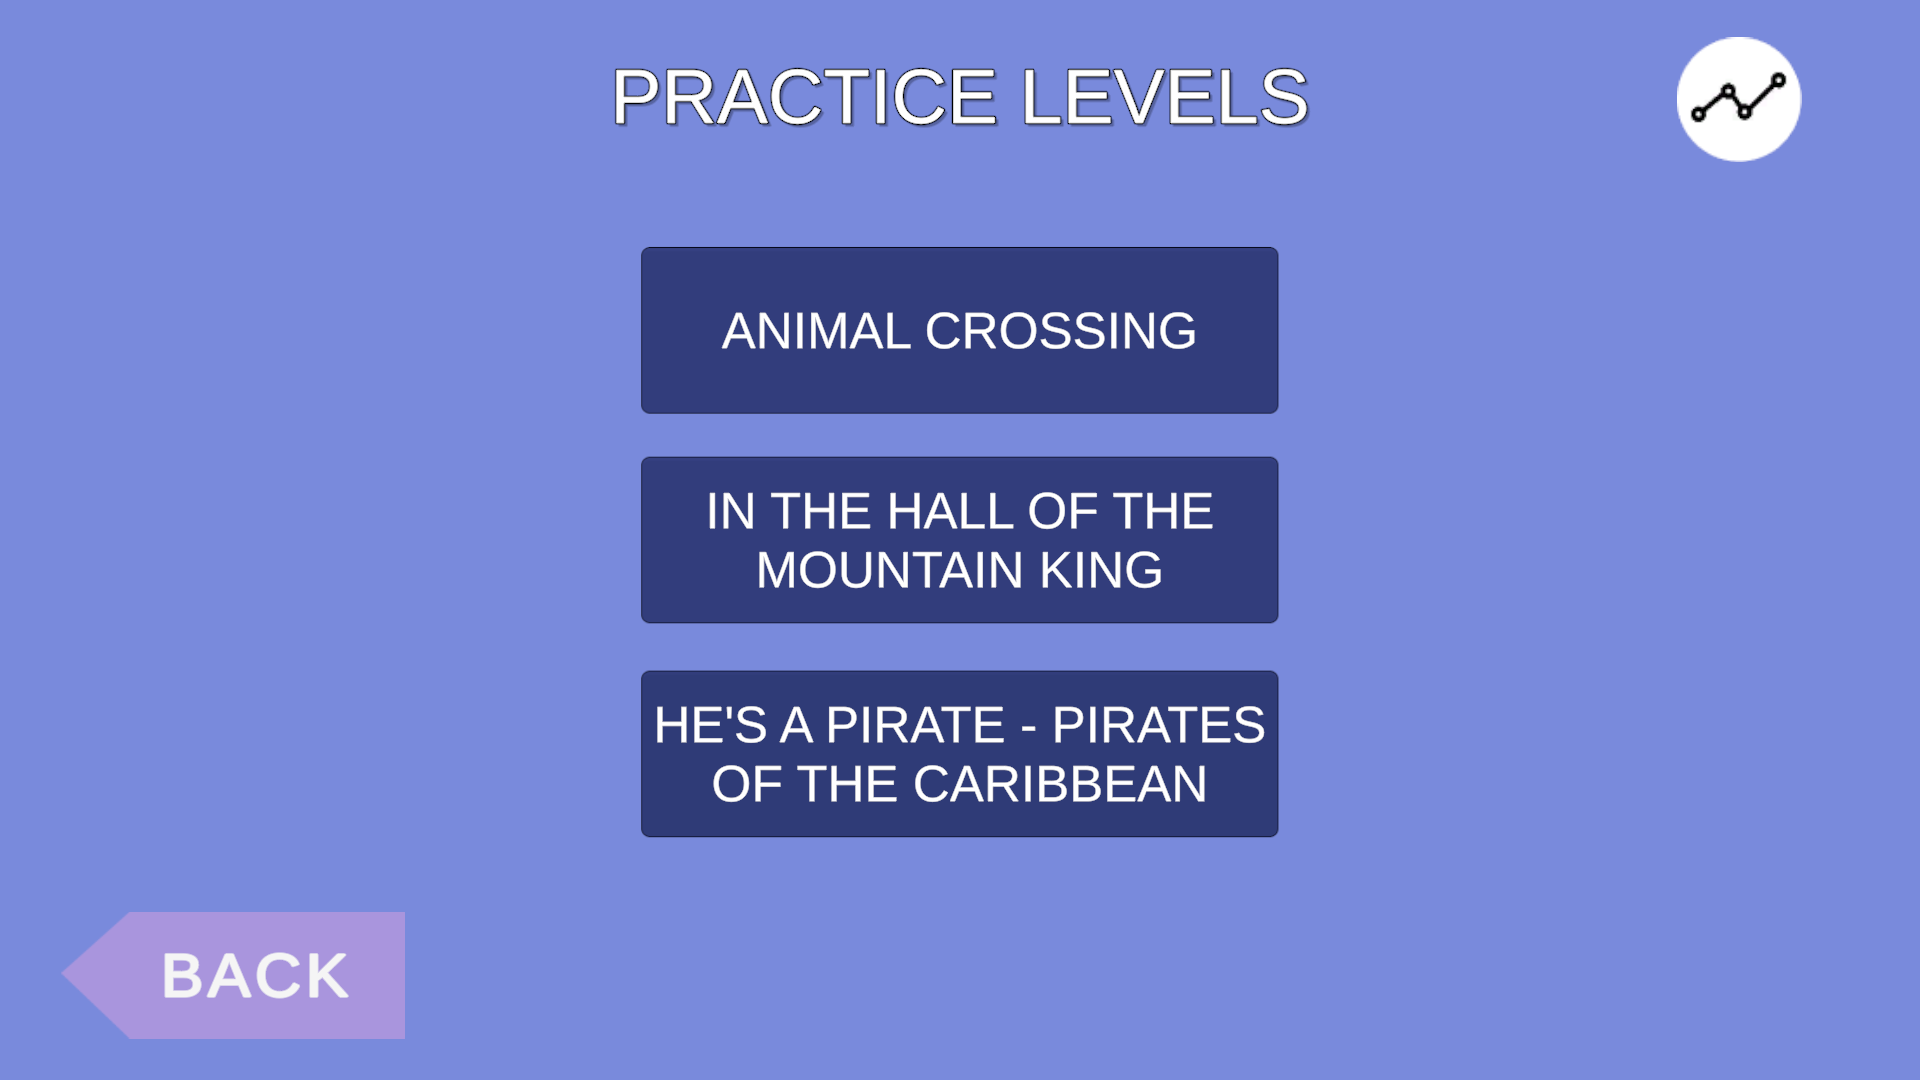 PRACTICE LEVELS
ANIMAL CROSSING
IN THE HALL OF THE
MOUNTAIN KING
HE'S A PIRATE - PIRATES
OF THE CARIBBEAN
BACK